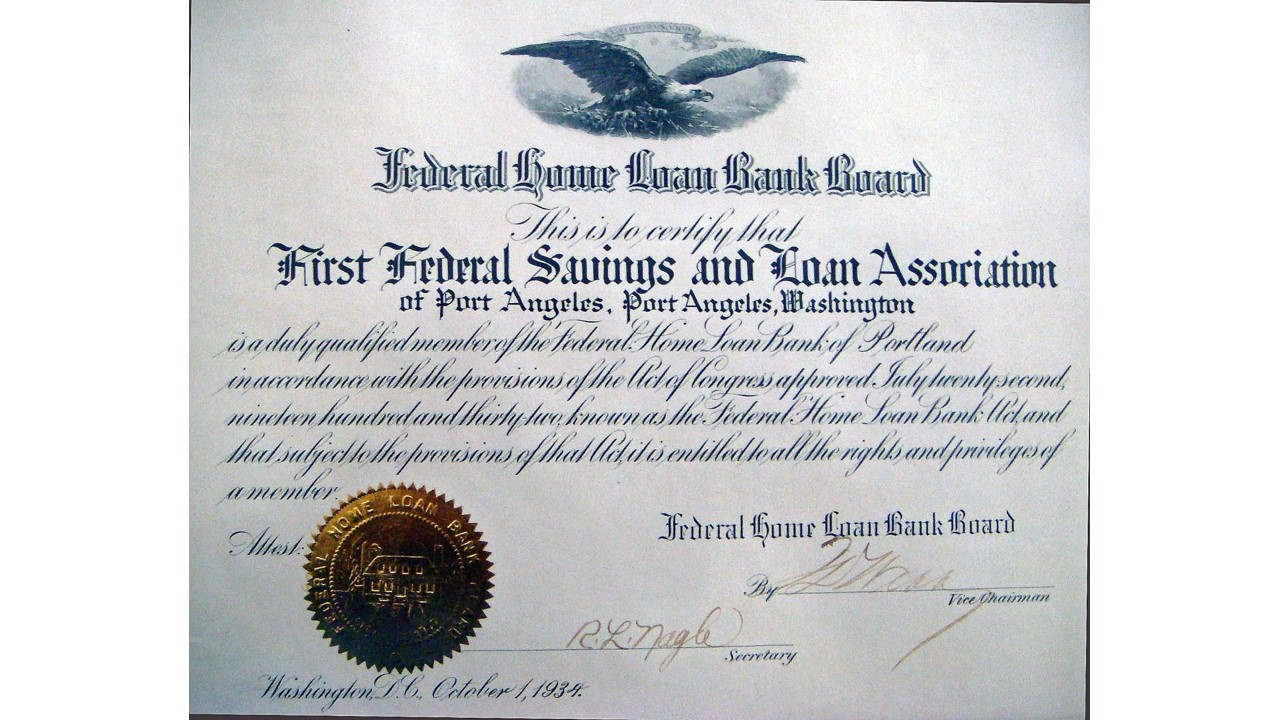 Federal Home Loan Bank Board
This is to certify that
First Federal Savings and Loan Association
of Port Angeles, Port Angeles, Washington
is a duly qualified member of the Federal Home Loan Bank of Portland
in accordance with the provisions of the Act of Congress approved July twenty second,
nineteen hundred and thirty-two, known as the Federal Home Loan Bank Act, and
that subject to the provisions of that Act, it is entitled to all the rights and privileges of
a member.
FEDERAL HOME LOAN BANK BOARD
Attest:
Federal Home Loan Bank Board
By
Vice Chairman
R. L. Nagle
Secretary
Washington, D.C., October 1, 1934.